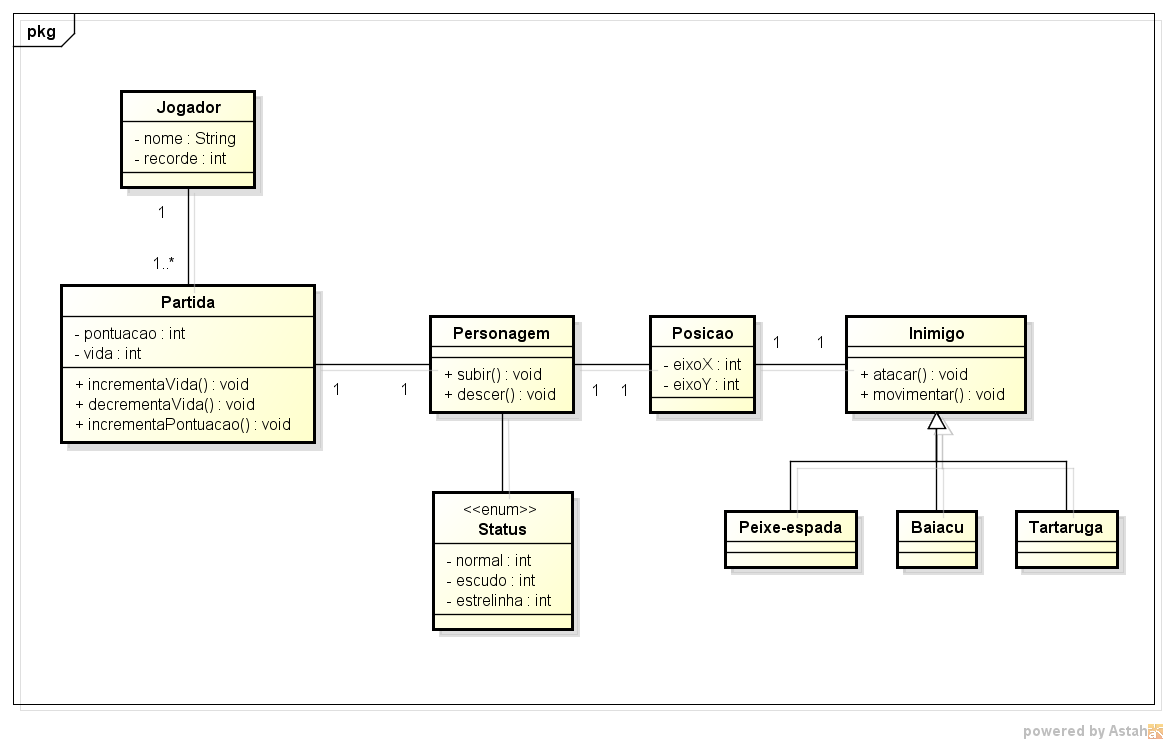 pkg
Jogador
- nome : String
- recorde : int
1
1..*
Partida
- pontuacao : int
- vida : int
+ incrementaVida() : void
+ decrementaVida() : void
+ incrementaPontuacao() : void
1
1
Personagem
+ subir() : void
+ descer() : void
1
1
Posicao
- eixoX : int
- eixoY : int
1
1
Inimigo
+ atacar() : void
+ movimentar() : void
<<enum>>
Status
- normal : int
- escudo : int
- estrelinha : int
Peixe-espada
Baiacu
Tartaruga
powered by Astah